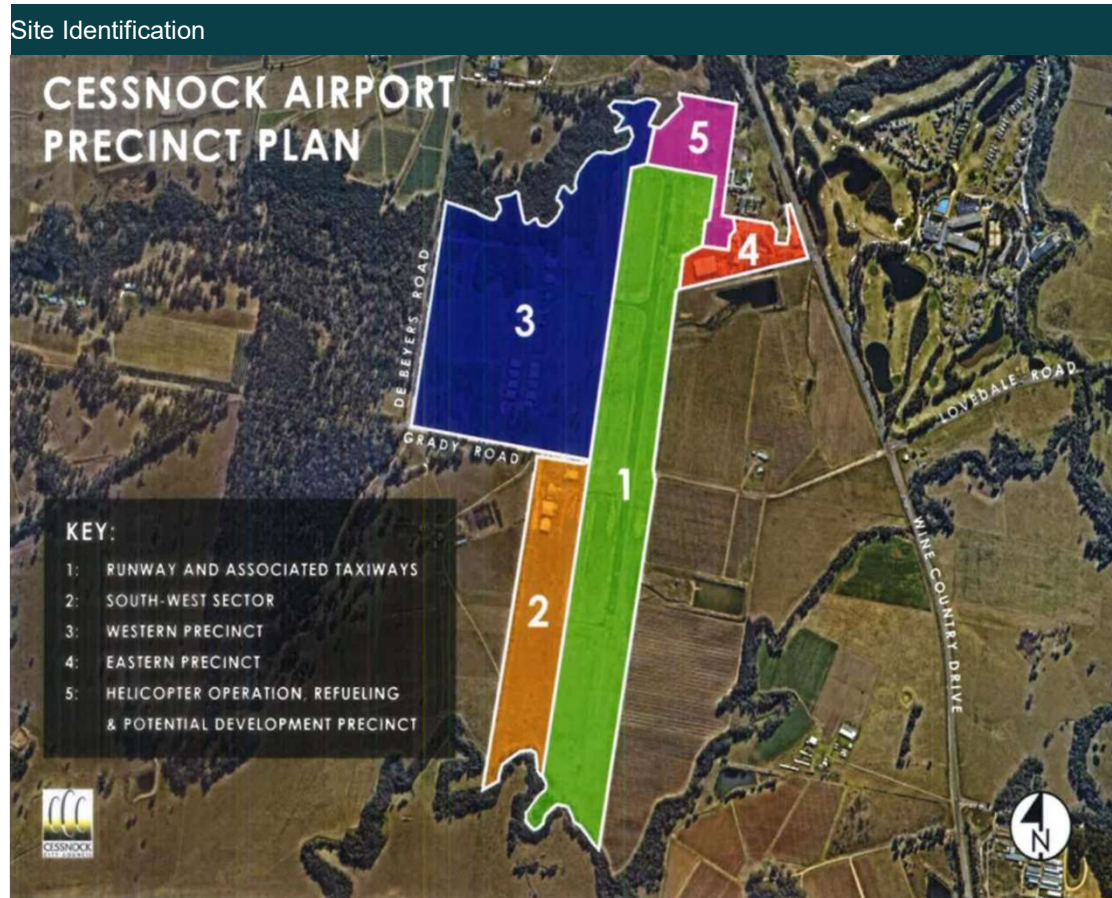 Site Identification
CESSNOCK AIRPORT
PRECINCT PLAN
5
4
3
DE BEYERS ROAD
LOVEDALE ROAD
GRADY ROAD
1
WINE COUNTRY DRIVE
2
KEY:
1: RUNWAY AND ASSOCIATED TAXIWAYS
2: SOUTH-WEST SECTOR
3: WESTERN PRECINCT
4: EASTERN PRECINCT
5: HELICOPTER OPERATION, REFUELING
& POTENTIAL DEVELOPMENT PRECINCT
CESSNOCK
CITY COUNCIL
N